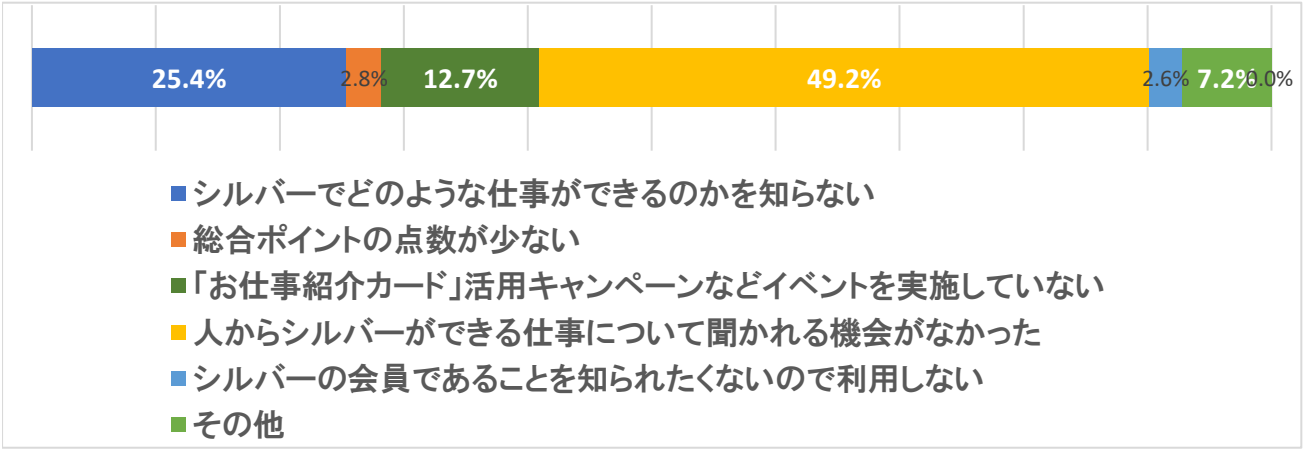 25.4% 2.8% 12.7% 49.2% 2.6% 7.2% 0.0%
シルバーでどのような仕事ができるのかを知らない
総合ポイントの点数が少ない
「お仕事紹介カード」活用キャンペーンなどイベントを実施していない
人からシルバーができる仕事について聞かれる機会がなかった
シルバーの会員であることを知られたくないので利用しない
その他